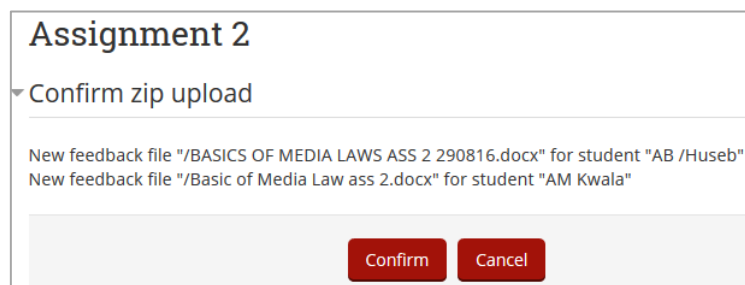 Assignment 2
Confirm zip upload
New feedback file "/BASICS OF MEDIA LAWS ASS 2 290816.docx" for student "AB /Huseb"
New feedback file "/Basic of Media Law ass 2.docx" for student "AM Kwala"
Confirm Cancel